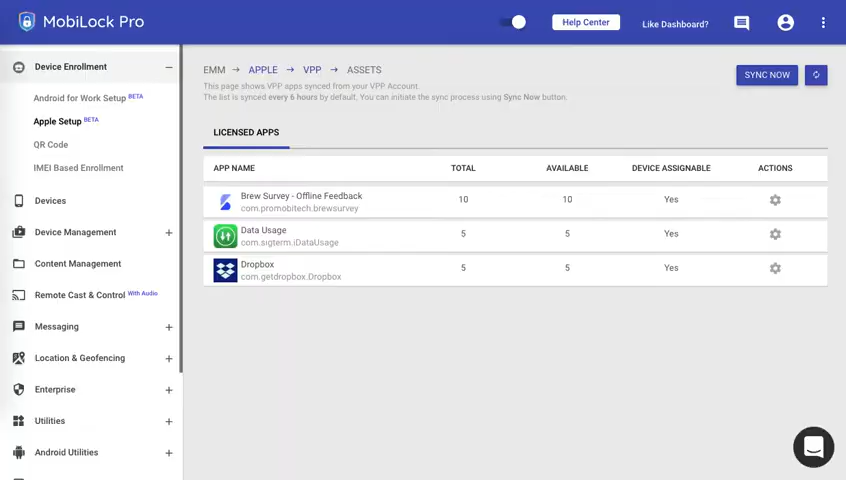 MobiLock Pro
Help Center
Like Dashboard?
Device Enrollment
Android for Work Setup BETA
Apple Setup BETA
QR Code
IMEI Based Enrollment
Devices
Device Management
Content Management
Remote Cast & Control With Audio
Messaging
Location & Geofencing
Enterprise
Utilities
Android Utilities
EMM → APPLE → VPP → ASSETS
This page shows VPP apps synced from your VPP Account.
The list is synced every 6 hours by default, You can initiate the sync process using Sync Now button.
SYNC NOW
LICENSED APPS
APP NAME TOTAL AVAILABLE DEVICE ASSIGNABLE ACTIONS
Brew Survey - Offline Feedback 10 10 Yes
com.promobitech.brewsurvey
Data Usage 5 5 Yes
com.sigterm.iDataUsage
Dropbox 5 5 Yes
com.getdropbox.Dropbox